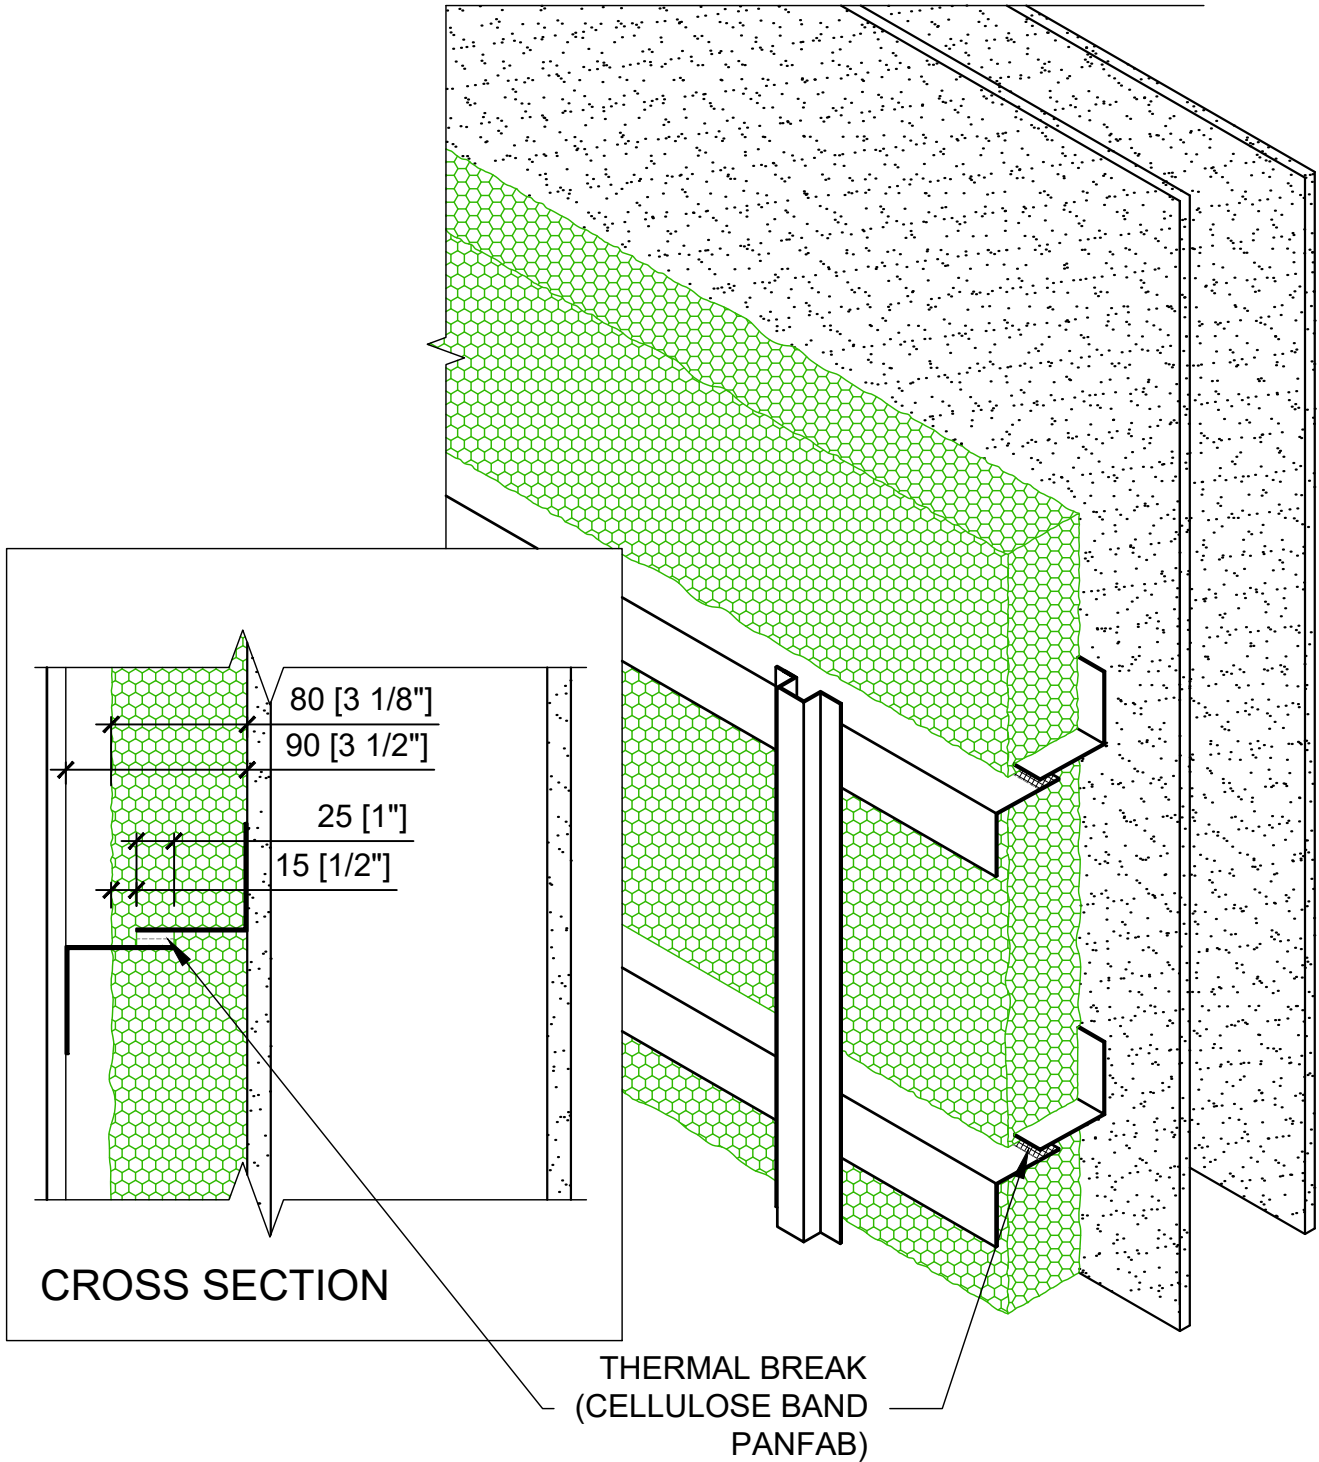 80 [3 1/8"]
90 [3 1/2"]
25 [1"]
15 [1/2"]
CROSS SECTION
THERMAL BREAK
(CELLULOSE BAND
PANFAB)